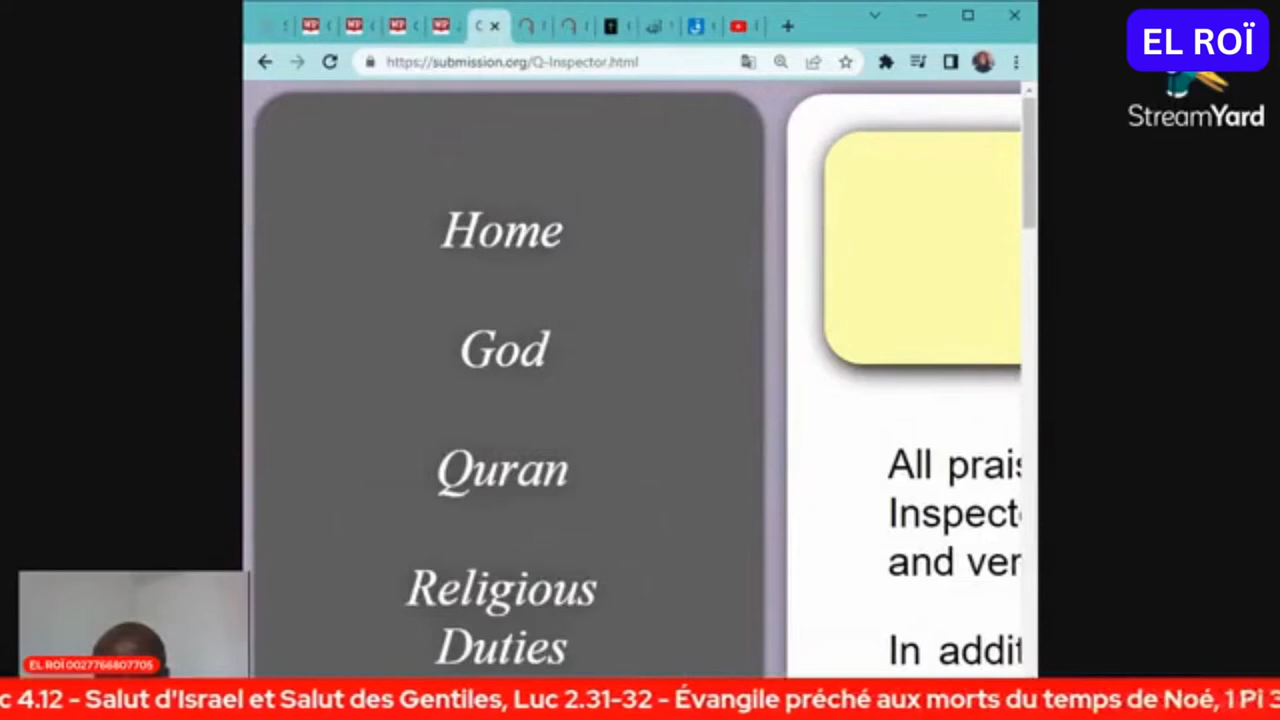 EL ROÏ
StreamYard
https://submission.org/Q-Inspector.html
Home
God
Quran
Religious
Duties
All prais
Inspect
and ver
In addit
EL ROÏ 0027766807705
c 4.12 - Salut d'Israel et Salut des Gentiles, Luc 2.31-32 - Évangile préché aux morts du temps de Noé, 1 Pi 3